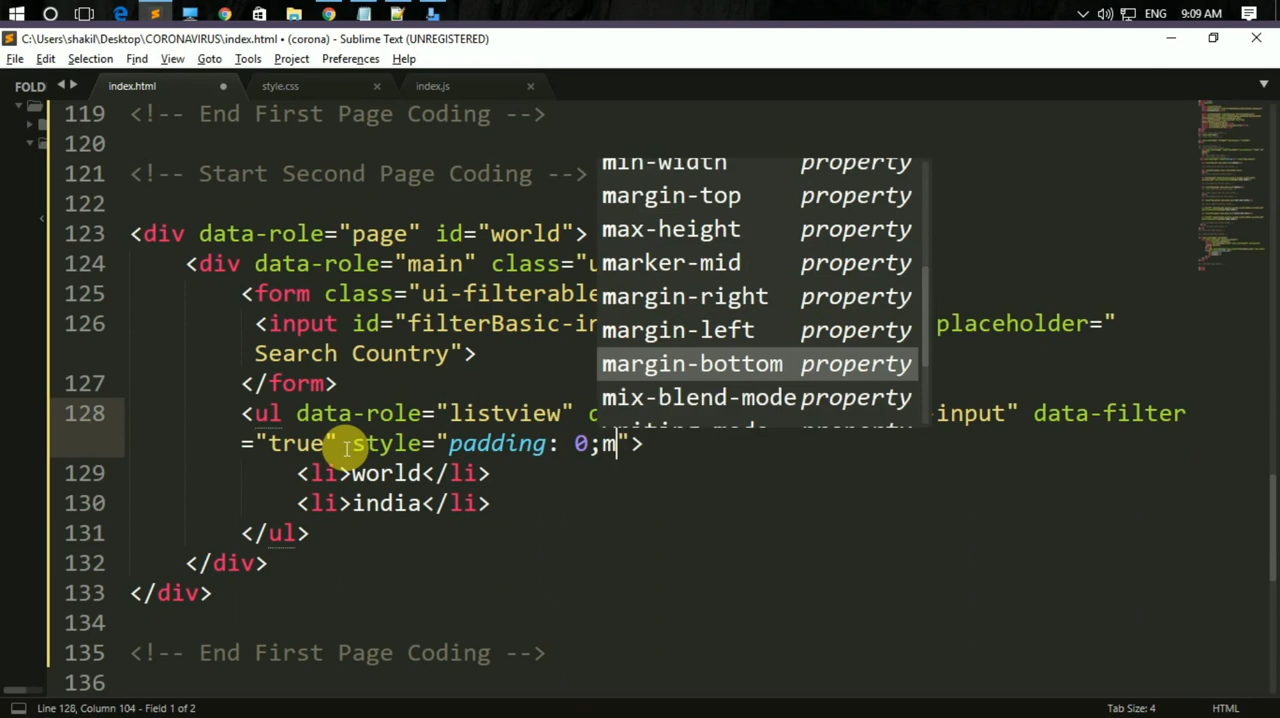 ENG 9:09 AM
C:\Users\shakil\Desktop\CORONAVIRUS\index.html • (corona) - Sublime Text (UNREGISTERED)
File Edit Selection Find View Goto Tools Project Preferences Help
FOLD index.html style.css index.js
119 <!-- End First Page Coding -->
120
121 <!-- Start Second Page Coding -->
122
123 <div data-role="page" id="world">
124 <div data-role="main" class="u
125 <form class="ui-filterable
126 <input id="filterBasic-in placeholder="
Search Country">
127 </form>
128 <ul data-role="listview" d -input" data-filter
="true" style="padding: 0;m">
129 <li>world</li>
130 <li>india</li>
131 </ul>
132 </div>
133 </div>
134
135 <!-- End First Page Coding -->
136
min-width property
margin-top property
max-height property
marker-mid property
margin-right property
margin-left property
margin-bottom property
mix-blend-mode property
Line 128, Column 104 - Field 1 of 2 Tab Size: 4 HTML